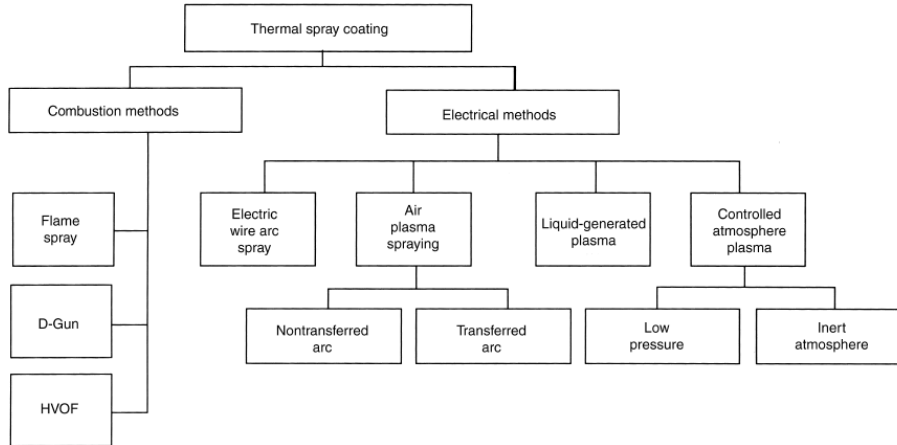 Thermal spray coating
Combustion methods
Electrical methods
Flame
spray
D-Gun
HVOF
Electric
wire arc
spray
Air
plasma
spraying
Liquid-generated
plasma
Controlled
atmosphere
plasma
Nontransferred
arc
Transferred
arc
Low
pressure
Inert
atmosphere